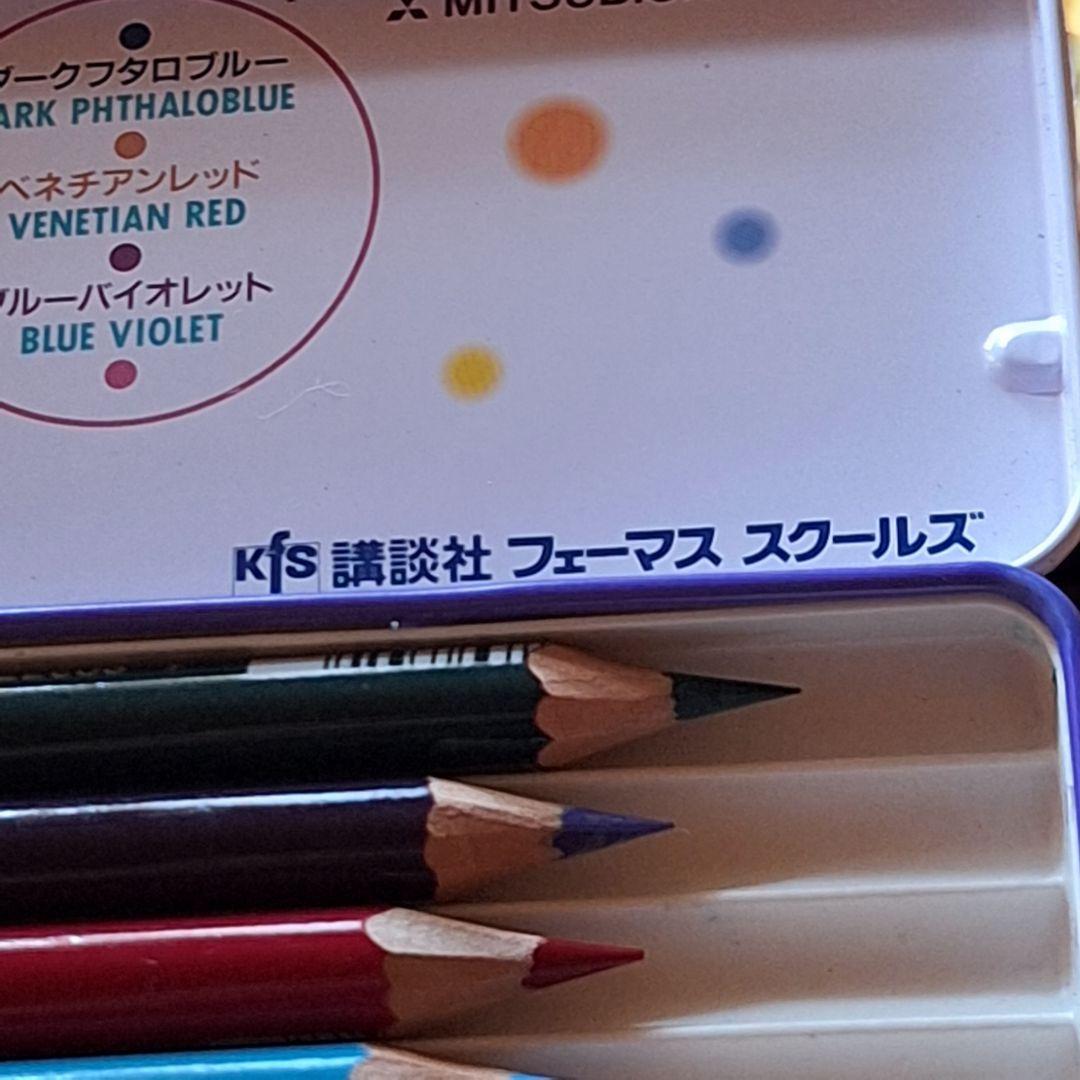 MITSUBIS
ダークフタロブルー
ARK PHTHALOBLUE
ベネチアンレッド
VENETIAN RED
ブルーバイオレット
BLUE VIOLET
KfS 講談社 フェーマス スクールズ